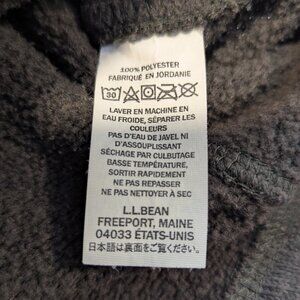 100% POLYESTER
FABRIQUÉ EN JORDANIE
30
LAVER EN MACHINE EN
EAU FROIDE, SÉPARER LES
COULEURS
PAS D'EAU DE JAVEL NI
D'ASSOUPLISSANT
SÉCHAGE PAR CULBUTAGE
BASSE TEMPÉRATURE,
SORTIR RAPIDEMENT
NE PAS REPASSER
NE PAS NETTOYER À SEC
L.L.BEAN
FREEPORT, MAINE
04033 ÉTATS-UNIS
日本語は裏面をご覧ください。